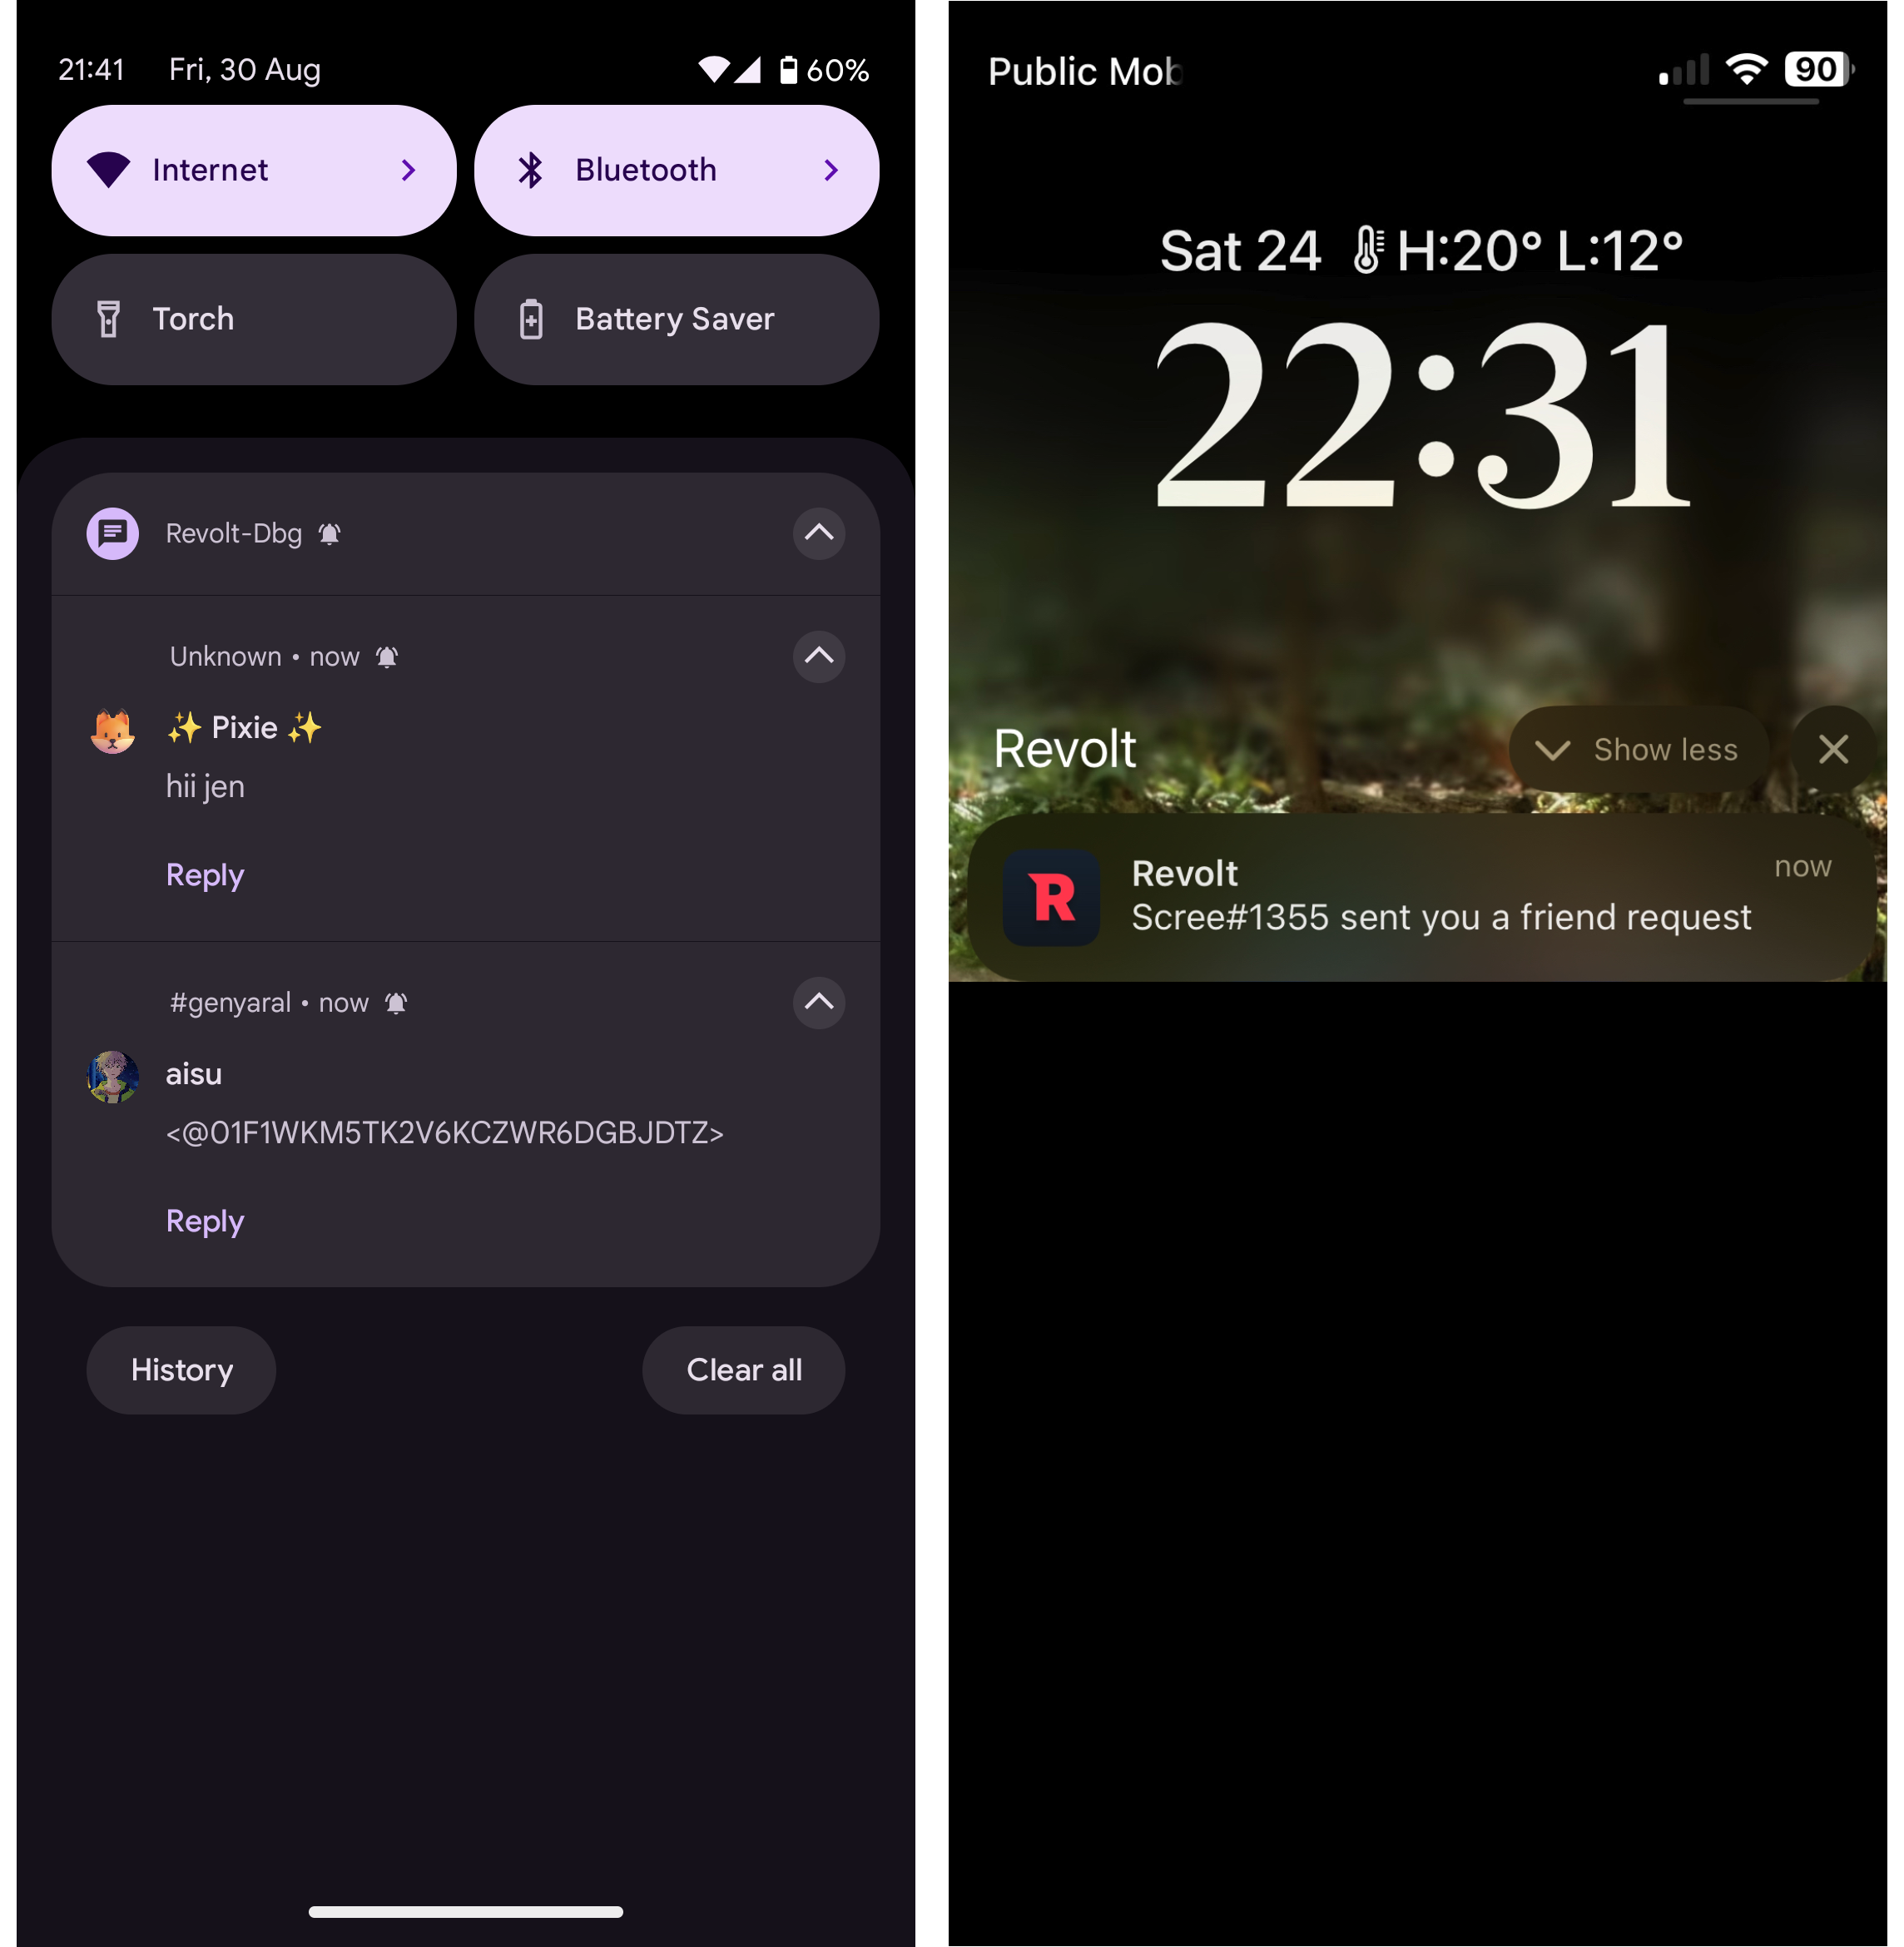 21:41 Fri, 30 Aug 60%
Internet Bluetooth
Torch Battery Saver
Revolt-Dbg
Unknown • now
✨ Pixie ✨
hii jen
Reply
#genyaral • now
aisu
<@01F1WKM5TK2V6KCZWR6DGBJDTZ>
Reply
History Clear all
Public Mob 90
Sat 24 H:20° L:12°
22:31
Revolt Show less
R
Revolt now
Scree#1355 sent you a friend request